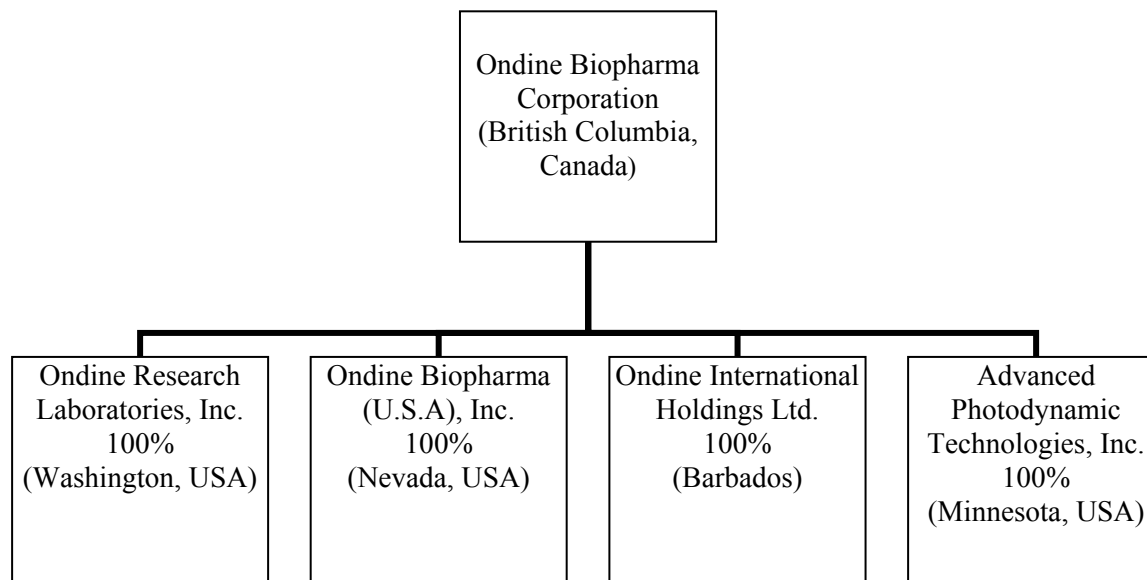 Ondine Biopharma
Corporation
(British Columbia,
Canada)
Ondine Research
Laboratories, Inc.
100%
(Washington, USA)
Ondine Biopharma
(U.S.A), Inc.
100%
(Nevada, USA)
Ondine International
Holdings Ltd.
100%
(Barbados)
Advanced
Photodynamic
Technologies, Inc.
100%
(Minnesota, USA)